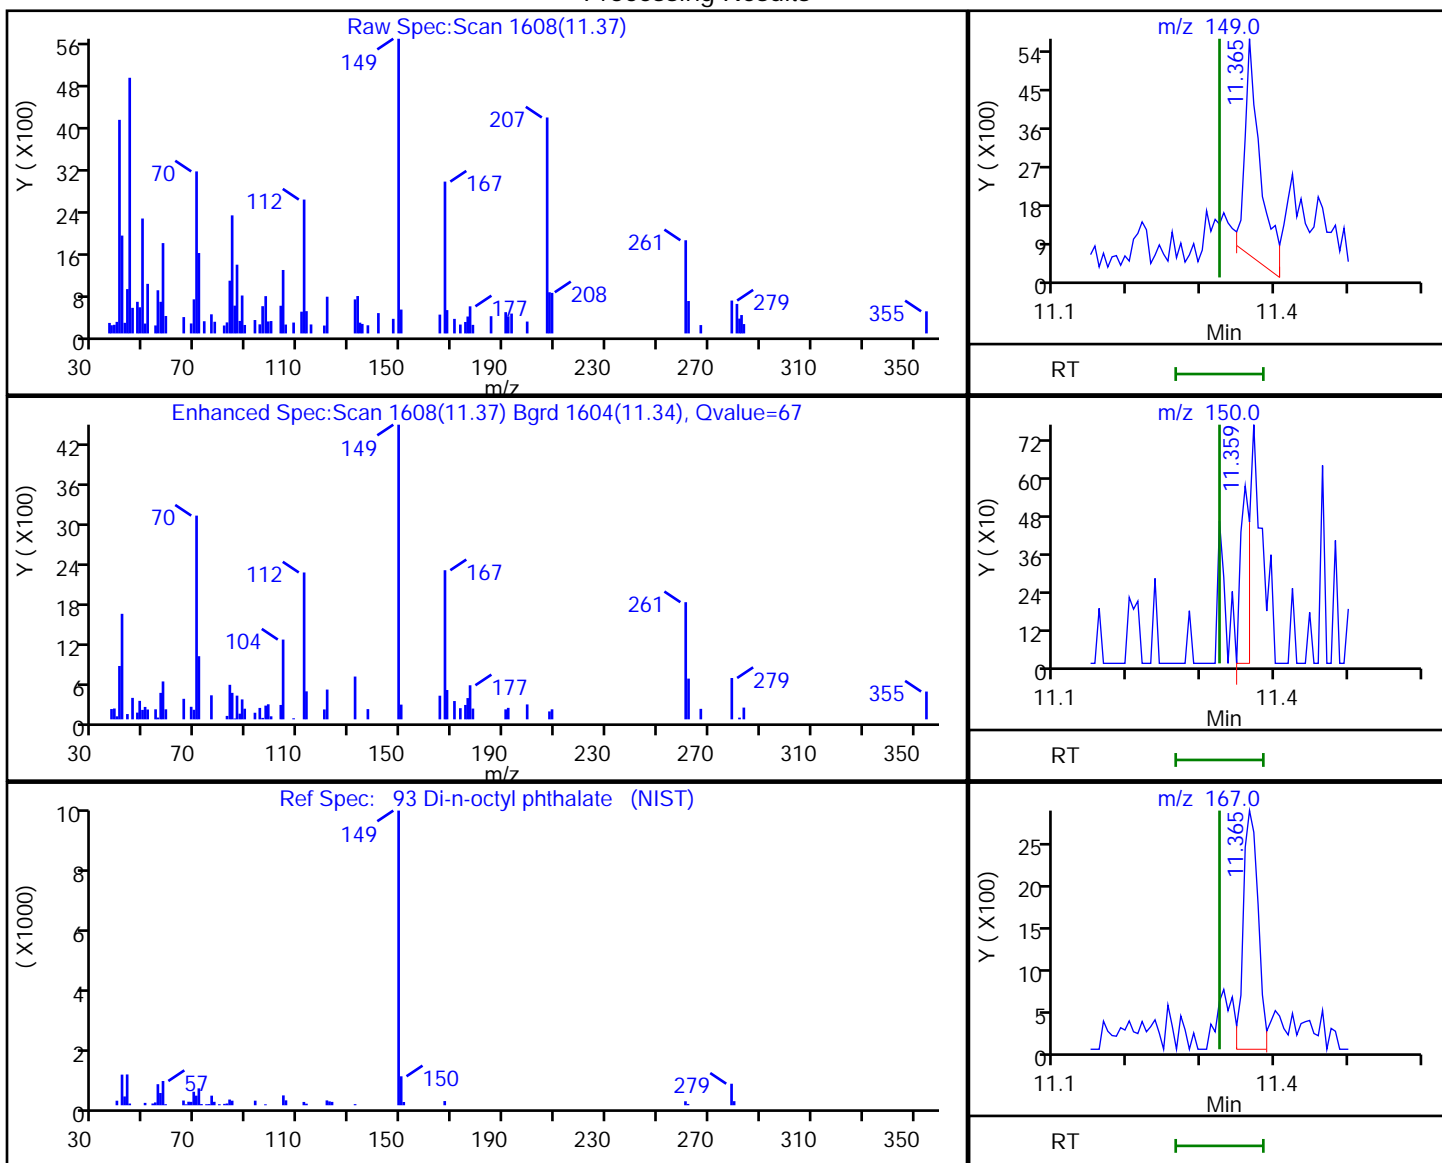 Processing Results
Raw Spec:Scan 1608(11.37)
Y ( X100)
56
48
40
32
24
16
8
0
149
207
70
112
167
261
177
208
279
355
30 70 110 150 190 230 270 310 350
m/z
m/z 149.0
Y ( X100)
54
45
36
27
18
9
0
11.365
11.1 11.4
Min
RT
Enhanced Spec:Scan 1608(11.37) Bgrd 1604(11.34), Qvalue=67
Y ( X100)
42
36
30
24
18
12
6
0
149
70
112
167
104
261
177
279
355
30 70 110 150 190 230 270 310 350
m/z
m/z 150.0
Y ( X10)
72
60
48
36
24
12
0
11.359
11.1 11.4
Min
RT
Ref Spec: 93 Di-n-octyl phthalate (NIST)
( X1000)
10
8
6
4
2
0
149
57
150
279
30 70 110 150 190 230 270 310 350
m/z 167.0
Y ( X100)
25
20
15
10
5
0
11.365
11.1 11.4
Min
RT